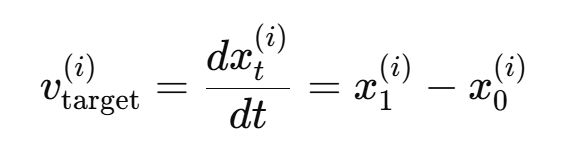 $v_{\text{target}}^{(i)} = \frac{dx_t^{(i)}}{dt} = x_1^{(i)} - x_0^{(i)}$